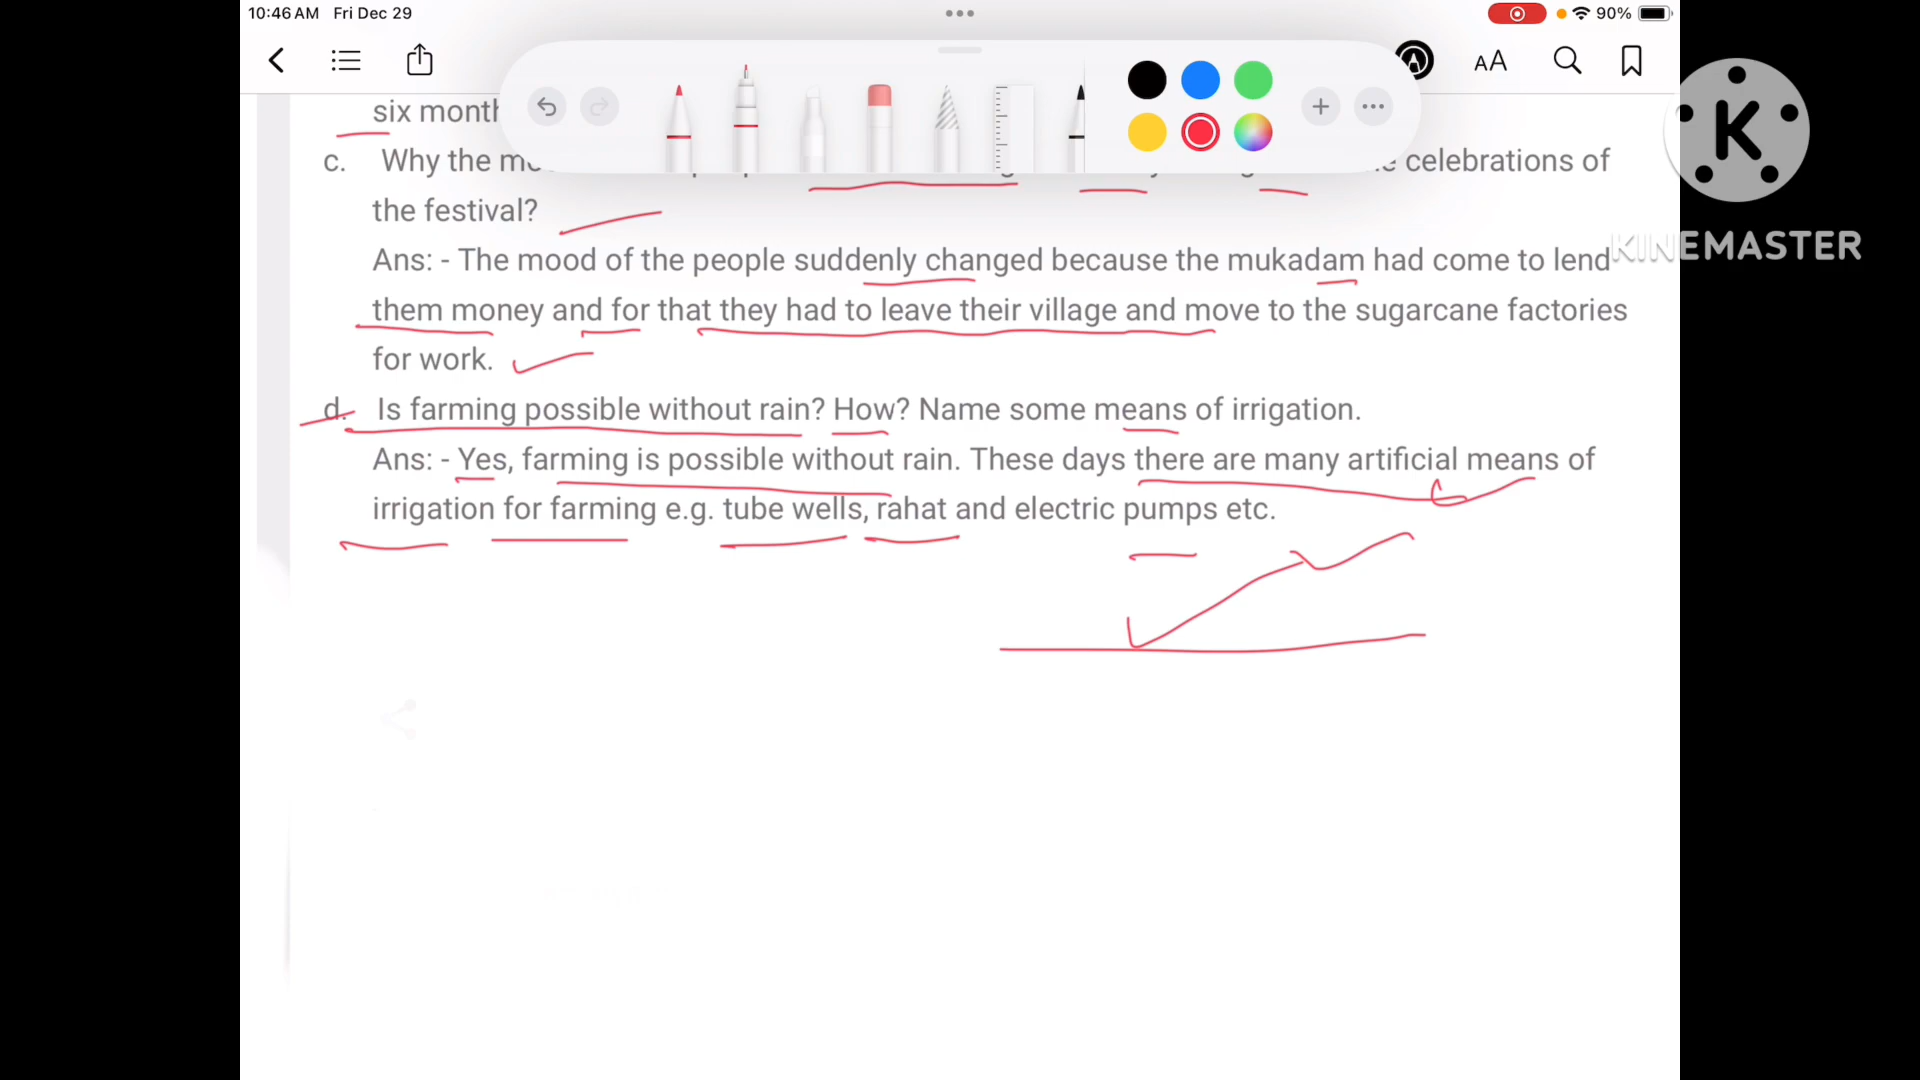 10:46 AM Fri Dec 29
90%
AA
six month
c. Why the mo celebrations of
the festival?
Ans: - The mood of the people suddenly changed because the mukadam had come to lend
them money and for that they had to leave their village and move to the sugarcane factories
for work.
d. Is farming possible without rain? How? Name some means of irrigation.
Ans: - Yes, farming is possible without rain. These days there are many artificial means of
irrigation for farming e.g. tube wells, rahat and electric pumps etc.
K
KINEMASTER